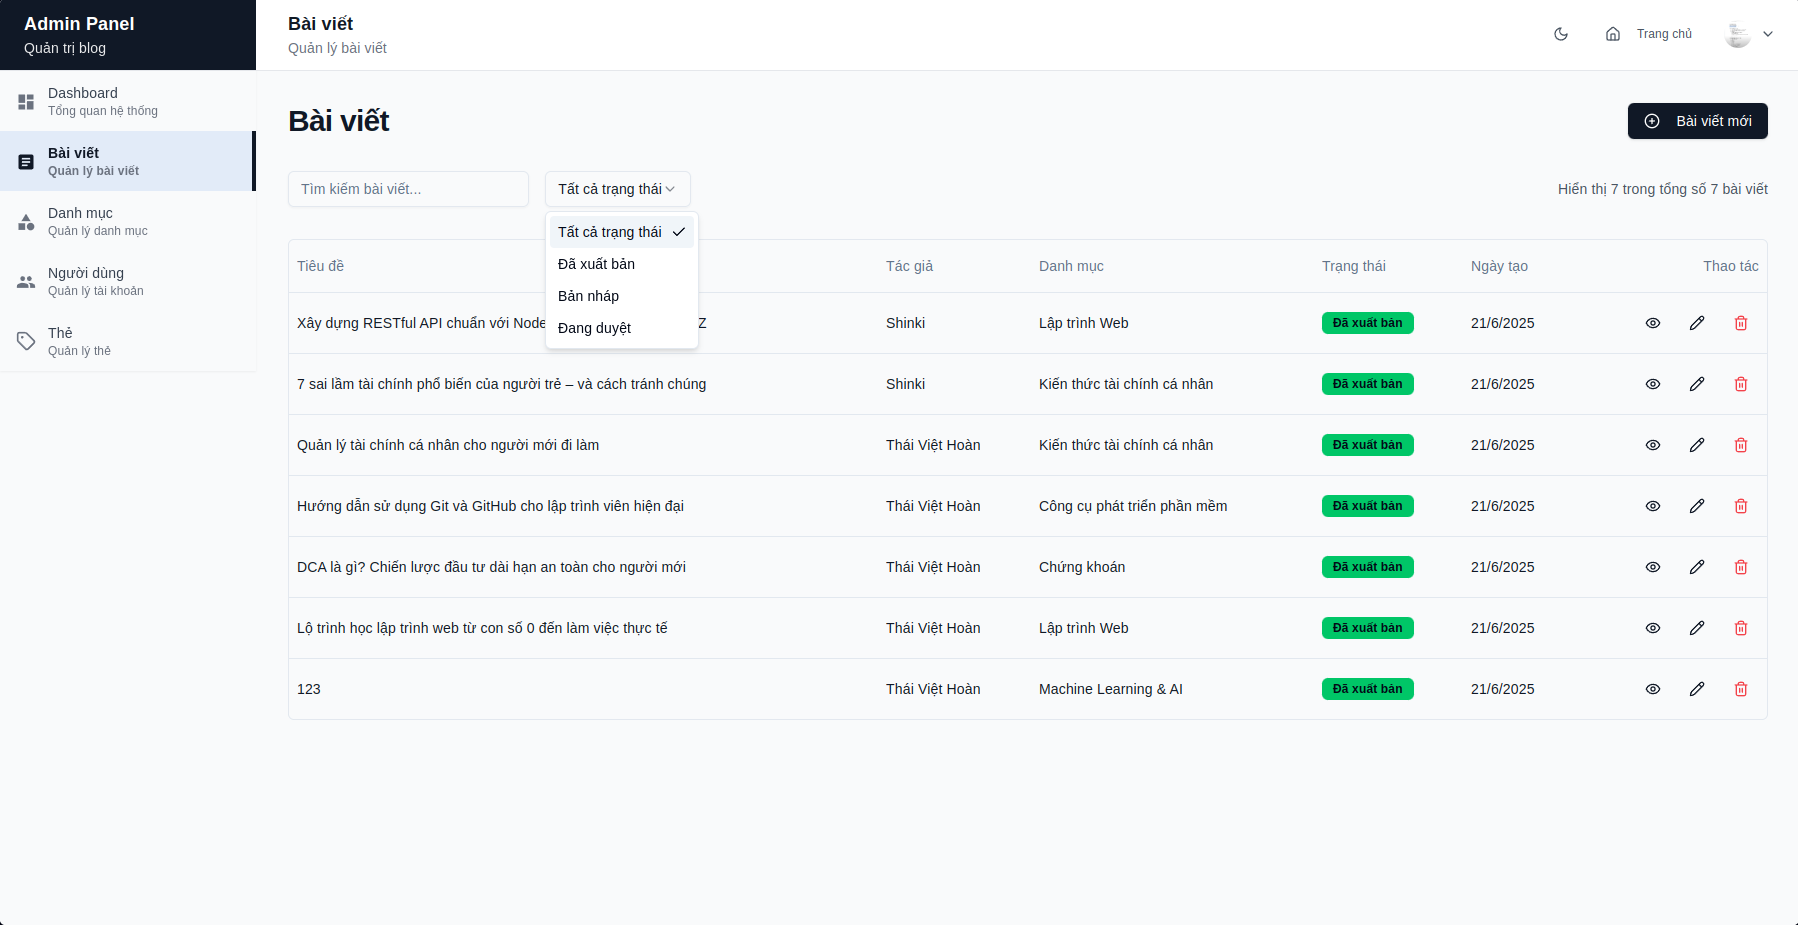 Admin Panel
Quản trị blog
Dashboard
Tổng quan hệ thống
Bài viết
Quản lý bài viết
Danh mục
Quản lý danh mục
Người dùng
Quản lý tài khoản
Thẻ
Quản lý thẻ
Bài viết
Quản lý bài viết
Trang chủ
Bài viết
Bài viết mới
Tìm kiếm bài viết...
Tất cả trạng thái
Hiển thị 7 trong tổng số 7 bài viết
Tất cả trạng thái
Đã xuất bản
Bản nháp
Đang duyệt
Tiêu đề Tác giả Danh mục Trạng thái Ngày tạo Thao tác
Xây dựng RESTful API chuẩn với Node Z Shinki Lập trình Web Đã xuất bản 21/6/2025
7 sai lầm tài chính phổ biến của người trẻ – và cách tránh chúng Shinki Kiến thức tài chính cá nhân Đã xuất bản 21/6/2025
Quản lý tài chính cá nhân cho người mới đi làm Thái Việt Hoàn Kiến thức tài chính cá nhân Đã xuất bản 21/6/2025
Hướng dẫn sử dụng Git và GitHub cho lập trình viên hiện đại Thái Việt Hoàn Công cụ phát triển phần mềm Đã xuất bản 21/6/2025
DCA là gì? Chiến lược đầu tư dài hạn an toàn cho người mới Thái Việt Hoàn Chứng khoán Đã xuất bản 21/6/2025
Lộ trình học lập trình web từ con số 0 đến làm việc thực tế Thái Việt Hoàn Lập trình Web Đã xuất bản 21/6/2025
123 Thái Việt Hoàn Machine Learning & AI Đã xuất bản 21/6/2025